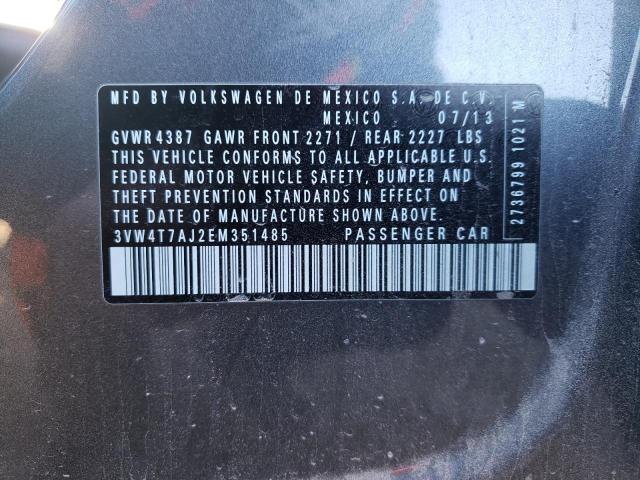 MFD BY VOLKSWAGEN DE MEXICO S.A. DE C.V.
MEXICO 07/13
GVWR 4387 GAWR FRONT 2271 / REAR 2227 LBS
THIS VEHICLE CONFORMS TO ALL APPLICABLE U.S.
FEDERAL MOTOR VEHICLE SAFETY, BUMPER AND
THEFT PREVENTION STANDARDS IN EFFECT ON
THE DATE OF MANUFACTURE SHOWN ABOVE.
3VW4T7AJ2EM351485 PASSENGER CAR
2736799 1021 M